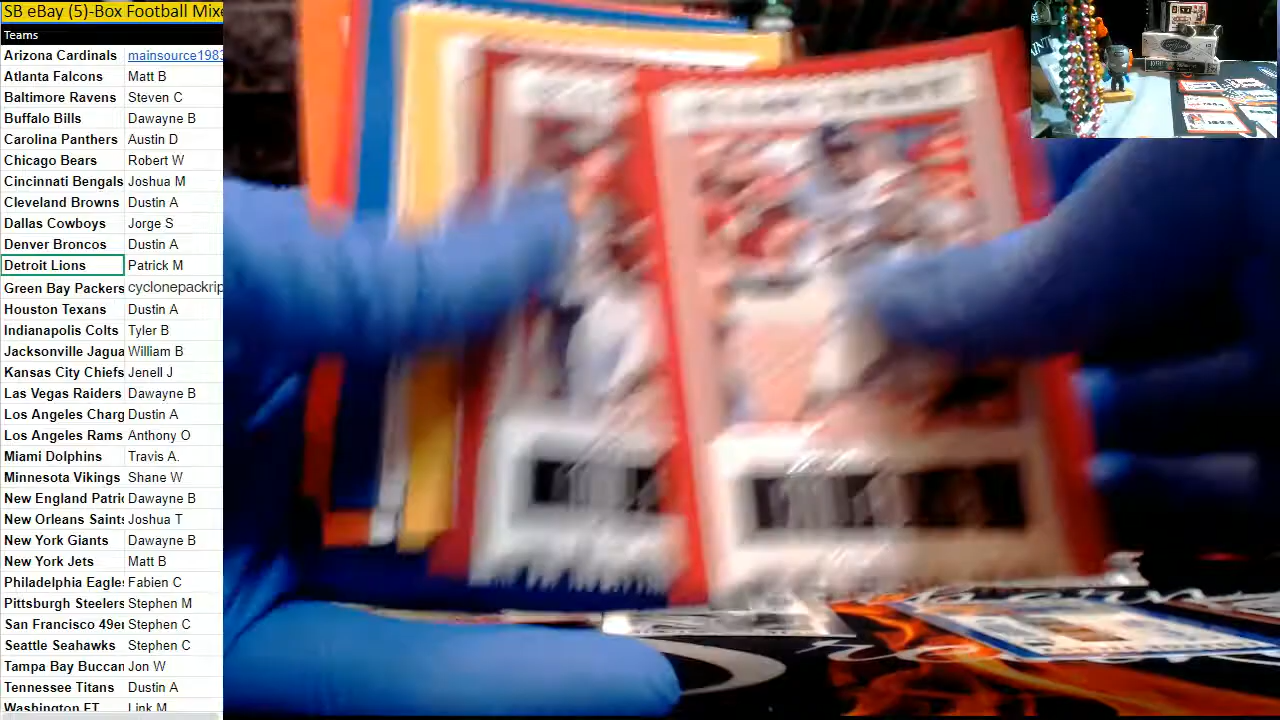 SB eBay (5)-Box Football Mixe
Teams
Arizona Cardinals mainsource1983
Atlanta Falcons Matt B
Baltimore Ravens Steven C
Buffalo Bills Dawayne B
Carolina Panthers Austin D
Chicago Bears Robert W
Cincinnati Bengals Joshua M
Cleveland Browns Dustin A
Dallas Cowboys Jorge S
Denver Broncos Dustin A
Detroit Lions Patrick M
Green Bay Packers cyclonepackrip
Houston Texans Dustin A
Indianapolis Colts Tyler B
Jacksonville Jagua William B
Kansas City Chiefs Jenell J
Las Vegas Raiders Dawayne B
Los Angeles Charg Dustin A
Los Angeles Rams Anthony O
Miami Dolphins Travis A.
Minnesota Vikings Shane W
New England Patric Dawayne B
New Orleans Saints Joshua T
New York Giants Dawayne B
New York Jets Matt B
Philadelphia Eagle Fabien C
Pittsburgh Steelers Stephen M
San Francisco 49er Stephen C
Seattle Seahawks Stephen C
Tampa Bay Buccan Jon W
Tennessee Titans Dustin A
Washington FT Link M